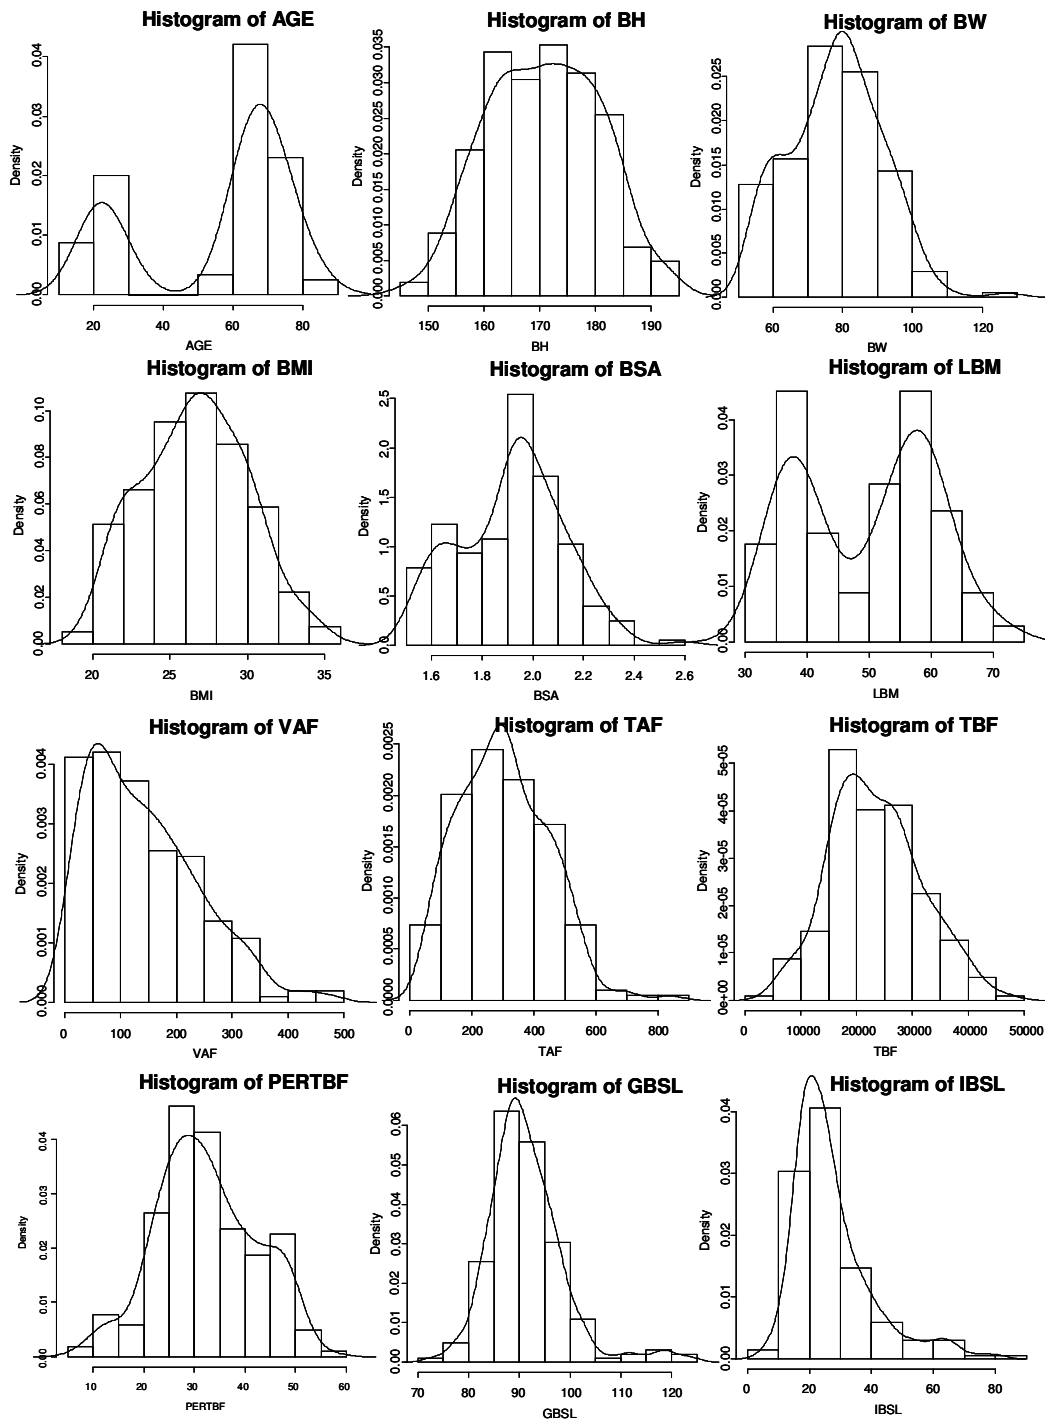 Histogram of AGE
Density
0.00 0.01 0.02 0.03 0.04
20 40 60 80
AGE
Histogram of BH
Density
0.000 0.005 0.010 0.015 0.020 0.025 0.030 0.035
150 160 170 180 190
BH
Histogram of BW
Density
0.000 0.005 0.010 0.015 0.020 0.025
60 80 100 120
BW
Histogram of BMI
Density
0.00 0.02 0.04 0.06 0.08 0.10
20 25 30 35
BMI
Histogram of BSA
Density
0.0 0.5 1.0 1.5 2.0 2.5
1.6 1.8 2.0 2.2 2.4 2.6
BSA
Histogram of LBM
Density
0.00 0.01 0.02 0.03 0.04
30 40 50 60 70
LBM
Histogram of VAF
Density
0.000 0.001 0.002 0.003 0.004
0 100 200 300 400 500
VAF
Histogram of TAF
Density
0.0000 0.0005 0.0010 0.0015 0.0020 0.0025
0 200 400 600 800
TAF
Histogram of TBF
Density
0e+00 1e-05 2e-05 3e-05 4e-05 5e-05
0 10000 20000 30000 40000 50000
TBF
Histogram of PERTBF
Density
0.00 0.01 0.02 0.03 0.04
10 20 30 40 50 60
PERTBF
Histogram of GBSL
Density
0.00 0.01 0.02 0.03 0.04 0.05 0.06
70 80 90 100 110 120
GBSL
Histogram of IBSL
Density
0.00 0.01 0.02 0.03 0.04
0 20 40 60 80
IBSL